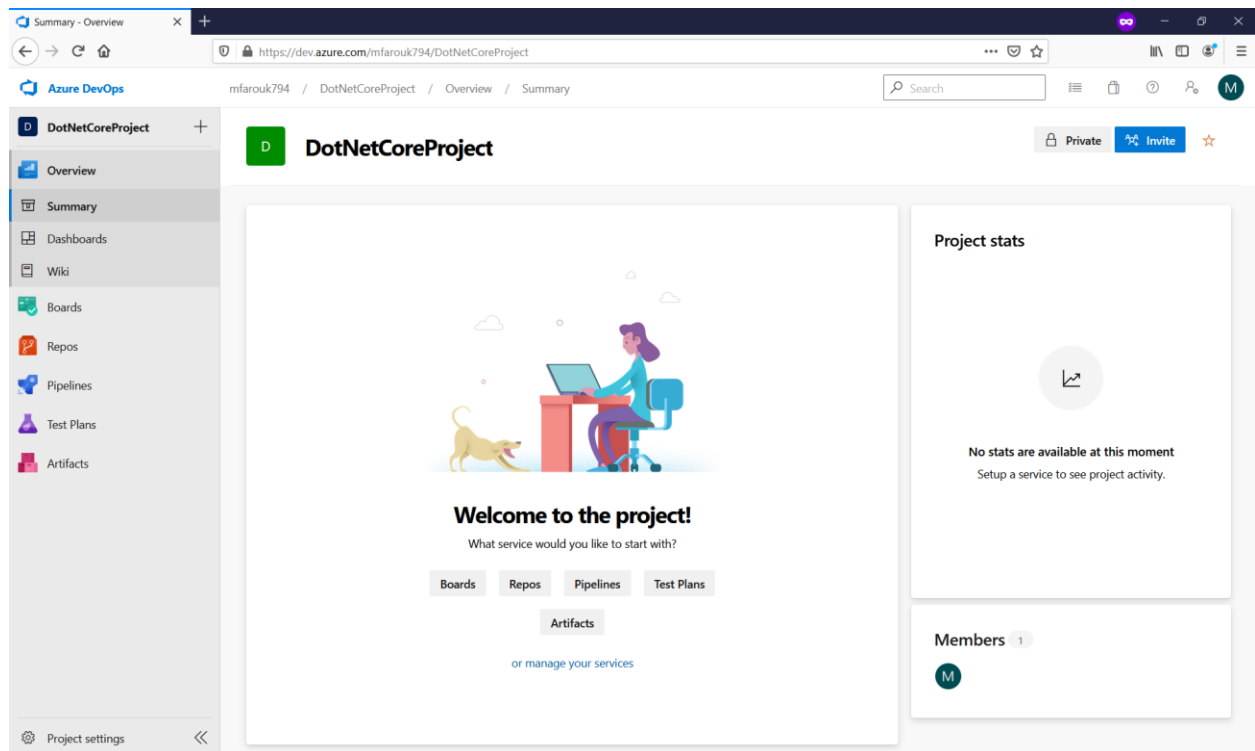 Summary - Overview
https://dev.azure.com/mfarouk794/DotNetCoreProject
Azure DevOps
mfarouk794 / DotNetCoreProject / Overview / Summary
Search
M
D DotNetCoreProject
D DotNetCoreProject
Private
Invite
Overview
Summary
Dashboards
Wiki
Boards
Repos
Pipelines
Test Plans
Artifacts
Project settings
Welcome to the project!
What service would you like to start with?
Boards Repos Pipelines Test Plans
Artifacts
or manage your services
Project stats
No stats are available at this moment
Setup a service to see project activity.
Members 1
M